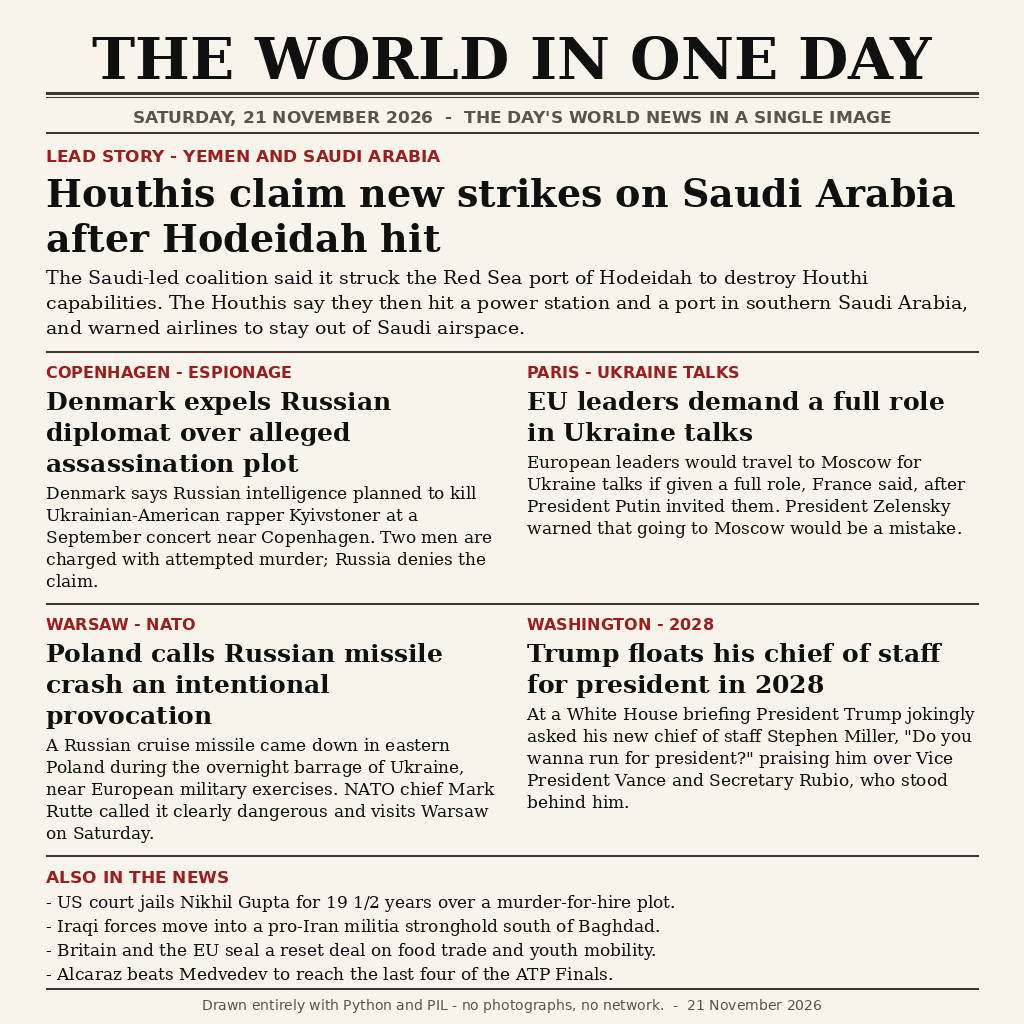 THE WORLD IN ONE DAY
SATURDAY, 21 NOVEMBER 2026 - THE DAY'S WORLD NEWS IN A SINGLE IMAGE
LEAD STORY - YEMEN AND SAUDI ARABIA
Houthis claim new strikes on Saudi Arabia
after Hodeidah hit
The Saudi-led coalition said it struck the Red Sea port of Hodeidah to destroy Houthi
capabilities. The Houthis say they then hit a power station and a port in southern Saudi Arabia,
and warned airlines to stay out of Saudi airspace.
COPENHAGEN - ESPIONAGE
Denmark expels Russian
diplomat over alleged
assassination plot
Denmark says Russian intelligence planned to kill
Ukrainian-American rapper Kyivstoner at a
September concert near Copenhagen. Two men are
charged with attempted murder; Russia denies the
claim.
PARIS - UKRAINE TALKS
EU leaders demand a full role
in Ukraine talks
European leaders would travel to Moscow for
Ukraine talks if given a full role, France said, after
President Putin invited them. President Zelensky
warned that going to Moscow would be a mistake.
WARSAW - NATO
Poland calls Russian missile
crash an intentional
provocation
A Russian cruise missile came down in eastern
Poland during the overnight barrage of Ukraine,
near European military exercises. NATO chief Mark
Rutte called it clearly dangerous and visits Warsaw
on Saturday.
WASHINGTON - 2028
Trump floats his chief of staff
for president in 2028
At a White House briefing President Trump jokingly
asked his new chief of staff Stephen Miller, "Do you
wanna run for president?" praising him over Vice
President Vance and Secretary Rubio, who stood
behind him.
ALSO IN THE NEWS
- US court jails Nikhil Gupta for 19 1/2 years over a murder-for-hire plot.
- Iraqi forces move into a pro-Iran militia stronghold south of Baghdad.
- Britain and the EU seal a reset deal on food trade and youth mobility.
- Alcaraz beats Medvedev to reach the last four of the ATP Finals.
Drawn entirely with Python and PIL - no photographs, no network. - 21 November 2026